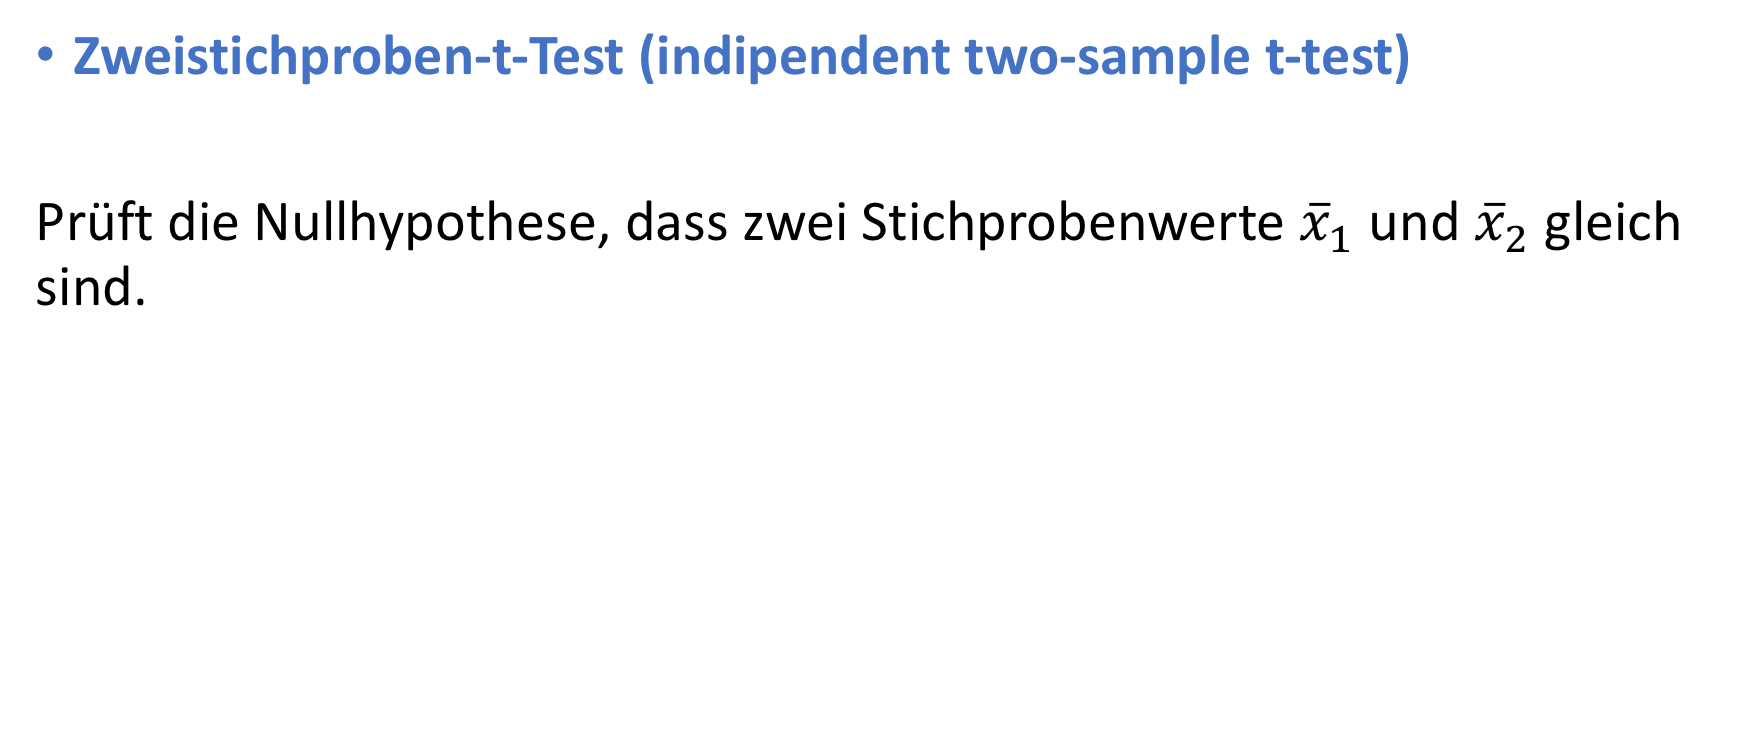 • Zweistichproben-t-Test (indipendent two-sample t-test)
Prüft die Nullhypothese, dass zwei Stichprobenwerte x̄₁ und x̄₂ gleich
sind.